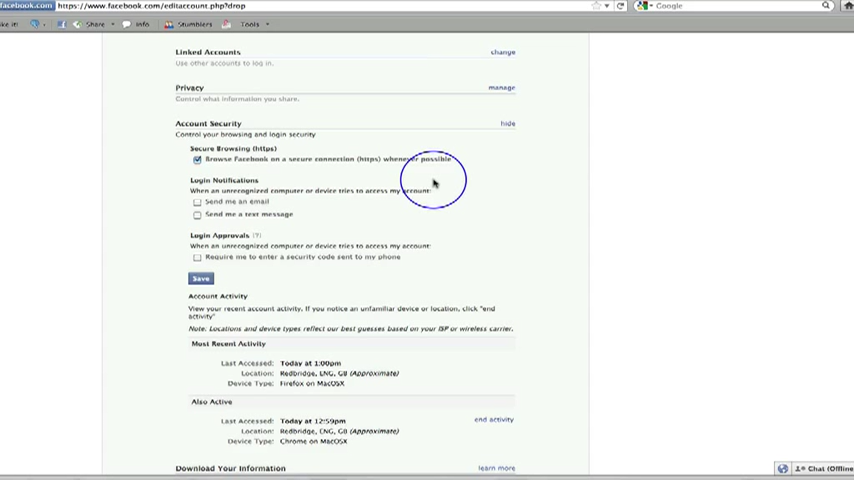 facebook.com https://www.facebook.com/editaccount.php?drop Google
Share Info Stumblers Tools
Linked Accounts change
Use other accounts to log in.
Privacy manage
Control what information you share.
Account Security hide
Control your browsing and login security
Secure Browsing (https)
Browse Facebook on a secure connection (https) whenever possible
Login Notifications
When an unrecognized computer or device tries to access my account:
Send me an email
Send me a text message
Login Approvals (?)
When an unrecognized computer or device tries to access my account:
Require me to enter a security code sent to my phone
Save
Account Activity
View your recent account activity. If you notice an unfamiliar device or location, click "end
activity"
Note: Locations and device types reflect our best guesses based on your ISP or wireless carrier.
Most Recent Activity
Last Accessed: Today at 1:00pm
Location: Redbridge, ENG, GB (Approximate)
Device Type: Firefox on MacOSX
Also Active
Last Accessed: Today at 12:59pm end activity
Location: Redbridge, ENG, GB (Approximate)
Device Type: Chrome on MacOSX
Download Your Information learn more
Chat (Offline